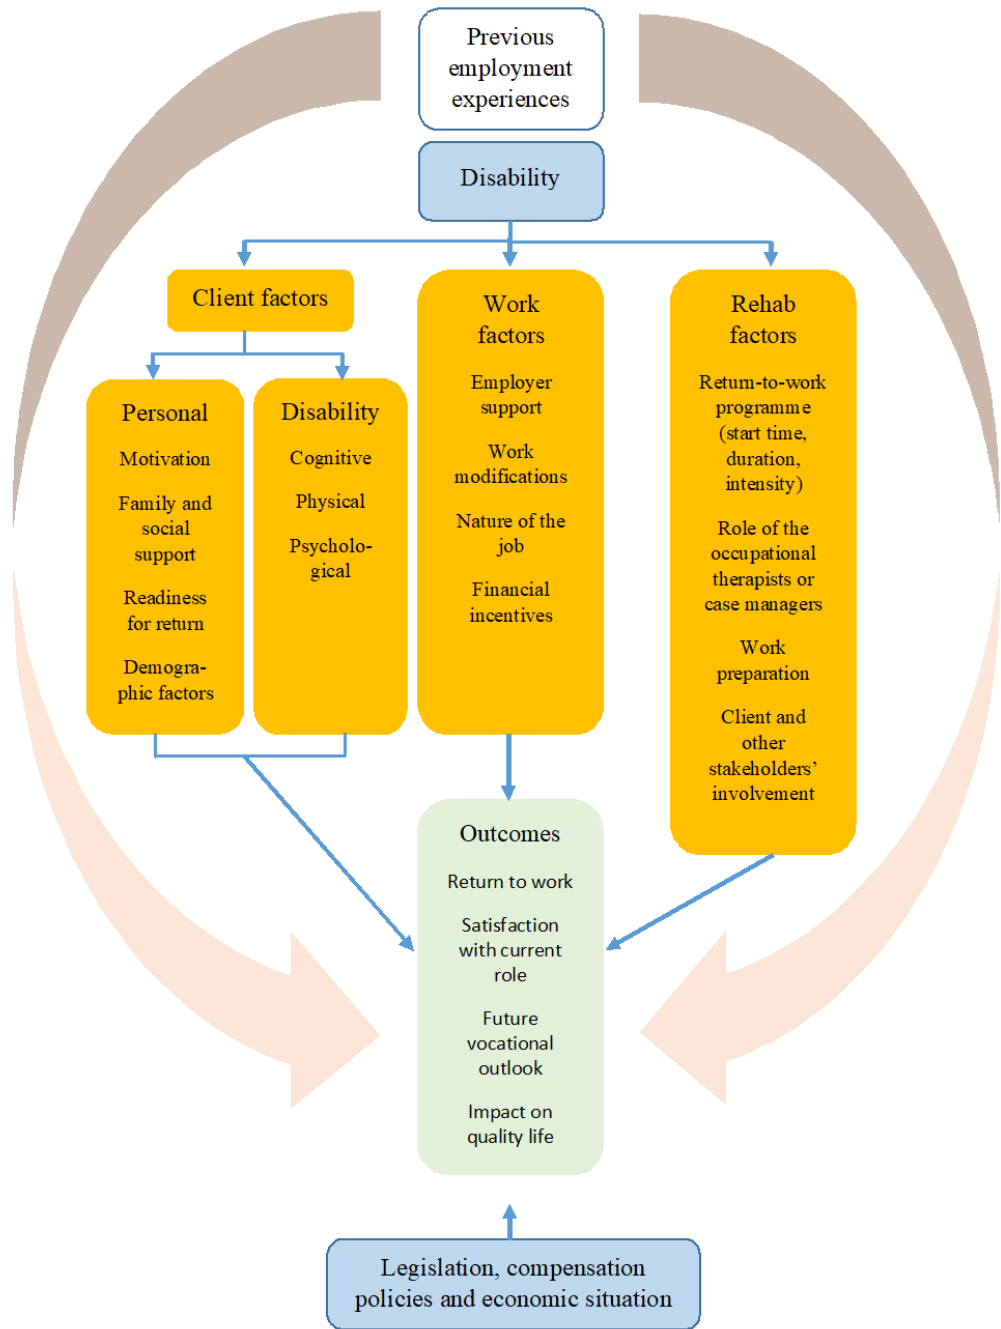 Previous
employment
experiences
Disability
Client factors
Personal
Motivation
Family and
social
support
Readiness
for return
Demogra-
phic factors
Disability
Cognitive
Physical
Psycholo-
gical
Work
factors
Employer
support
Work
modifications
Nature of the
job
Financial
incentives
Rehab
factors
Return-to-work
programme
(start time,
duration,
intensity)
Role of the
occupational
therapists or
case managers
Work
preparation
Client and
other
stakeholders’
involvement
Outcomes
Return to work
Satisfaction
with current
role
Future
vocational
outlook
Impact on
quality life
Legislation, compensation
policies and economic situation